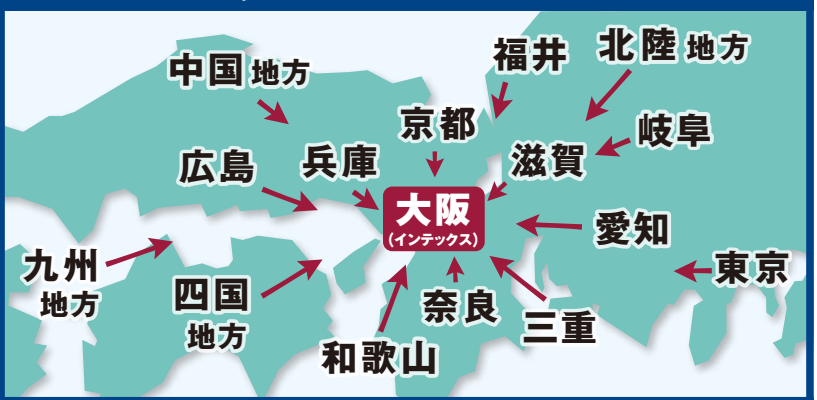 福井
北陸 地方
中国 地方
京都
岐阜
広島
兵庫
滋賀
大阪
(インテックス)
愛知
九州
地方
四国
地方
奈良
三重
東京
和歌山